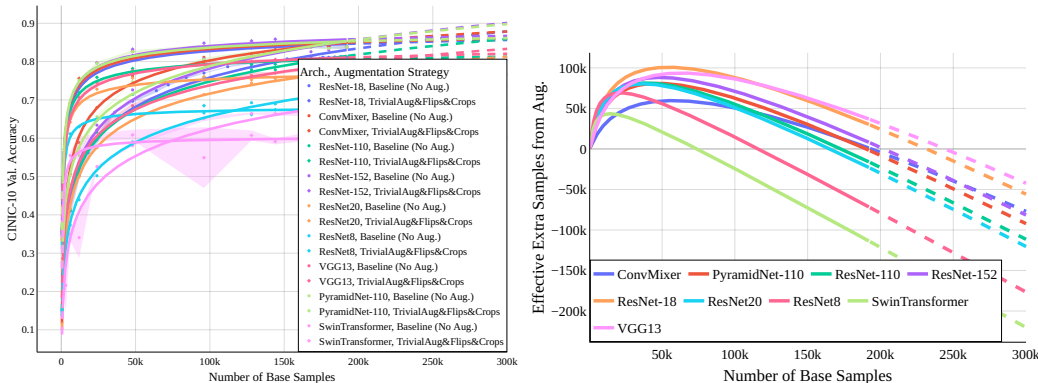 0.9
0.8
0.7
0.6
0.5
0.4
0.3
0.2
0.1
CINIC-10 Val. Accuracy
0
50k
100k
150k
200k
250k
300k
Number of Base Samples
Arch., Augmentation Strategy
ResNet-18, Baseline (No Aug.)
ResNet-18, TrivialAug&Flips&Crops
ConvMixer, Baseline (No Aug.)
ConvMixer, TrivialAug&Flips&Crops
ResNet-110, Baseline (No Aug.)
ResNet-110, TrivialAug&Flips&Crops
ResNet-152, Baseline (No Aug.)
ResNet-152, TrivialAug&Flips&Crops
ResNet20, Baseline (No Aug.)
ResNet20, TrivialAug&Flips&Crops
ResNet8, Baseline (No Aug.)
ResNet8, TrivialAug&Flips&Crops
VGG13, Baseline (No Aug.)
VGG13, TrivialAug&Flips&Crops
PyramidNet-110, Baseline (No Aug.)
PyramidNet-110, TrivialAug&Flips&Crops
SwinTransformer, Baseline (No Aug.)
SwinTransformer, TrivialAug&Flips&Crops
100k
50k
0
−50k
−100k
−150k
−200k
Effective Extra Samples from Aug.
ConvMixer PyramidNet-110 ResNet-110 ResNet-152
ResNet-18 ResNet20 ResNet8 SwinTransformer
VGG13
50k
100k
150k
200k
250k
300k
Number of Base Samples